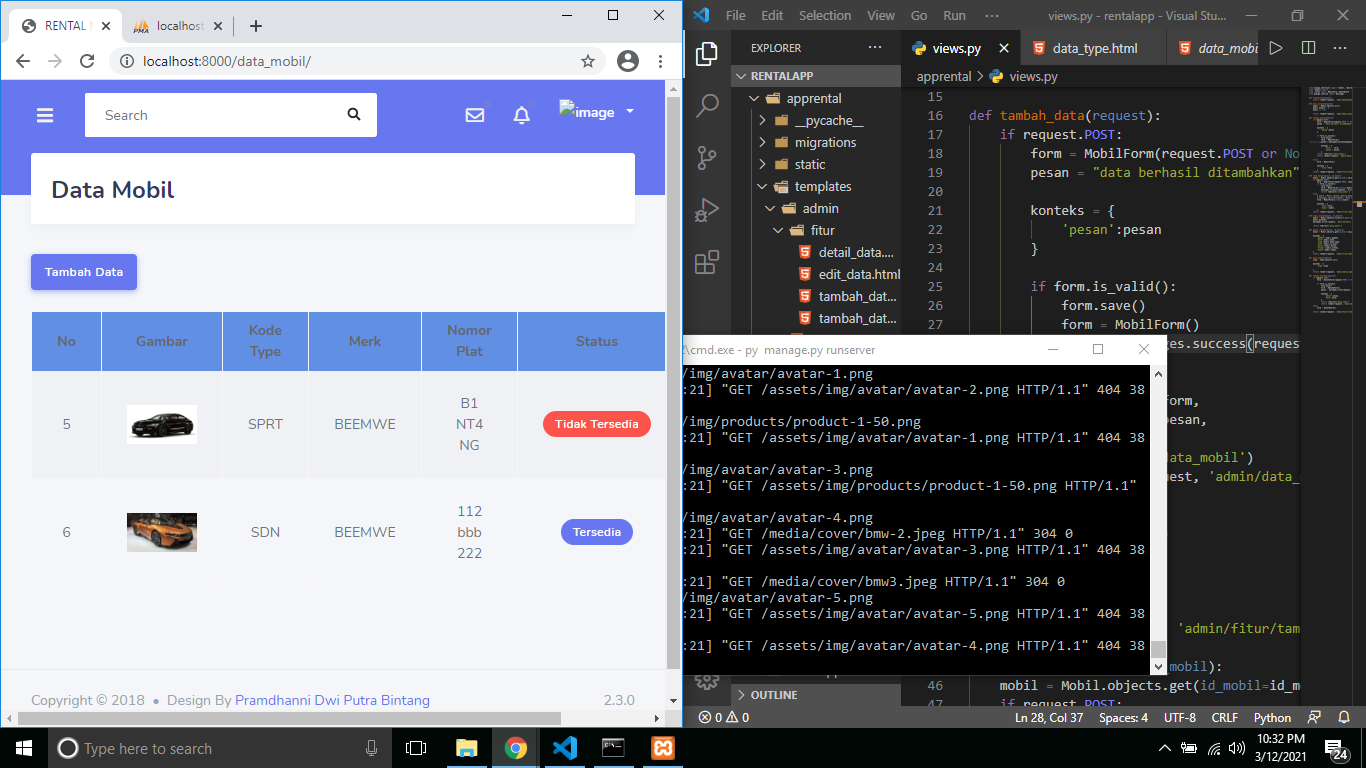 RENTAL
localhost
localhost:8000/data_mobil/
Search
image
Data Mobil
Tambah Data
No Gambar Kode Type Merk Nomor Plat Status
5 SPRT BEEMWE B1 NT4 NG Tidak Tersedia
6 SDN BEEMWE 112 bbb 222 Tersedia
Copyright © 2018 • Design By Pramdhanni Dwi Putra Bintang 2.3.0
File Edit Selection View Go Run ··· views.py - rentalapp - Visual Stu...
EXPLORER ···
RENTALAPP
apprental
__pycache__
migrations
static
templates
admin
fitur
detail_data....
edit_data.html
tambah_dat...
tambah_dat...
OUTLINE
views.py data_type.html data_mobi
apprental > views.py
15
16 def tambah_data(request):
17 if request.POST:
18 form = MobilForm(request.POST or No
19 pesan = "data berhasil ditambahkan"
20
21 konteks = {
22 'pesan':pesan
23 }
24
25 if form.is_valid():
26 form.save()
27 form = MobilForm()
ges.success(reques
orm,
pesan,
data_mobil')
uest, 'admin/data_
'admin/fitur/tam
mobil):
46 mobil = Mobil.objects.get(id_mobil=id_m
47 if request.POST:
\cmd.exe - py manage.py runserver
/img/avatar/avatar-1.png
:21] "GET /assets/img/avatar/avatar-2.png HTTP/1.1" 404 38
/img/products/product-1-50.png
:21] "GET /assets/img/avatar/avatar-1.png HTTP/1.1" 404 38
/img/avatar/avatar-3.png
:21] "GET /assets/img/products/product-1-50.png HTTP/1.1"
/img/avatar/avatar-4.png
:21] "GET /media/cover/bmw-2.jpeg HTTP/1.1" 304 0
:21] "GET /assets/img/avatar/avatar-3.png HTTP/1.1" 404 38
:21] "GET /media/cover/bmw3.jpeg HTTP/1.1" 304 0
/img/avatar/avatar-5.png
:21] "GET /assets/img/avatar/avatar-5.png HTTP/1.1" 404 38
:21] "GET /assets/img/avatar/avatar-4.png HTTP/1.1" 404 38
0 0 Ln 28, Col 37 Spaces: 4 UTF-8 CRLF Python
Type here to search
10:32 PM
3/12/2021
24